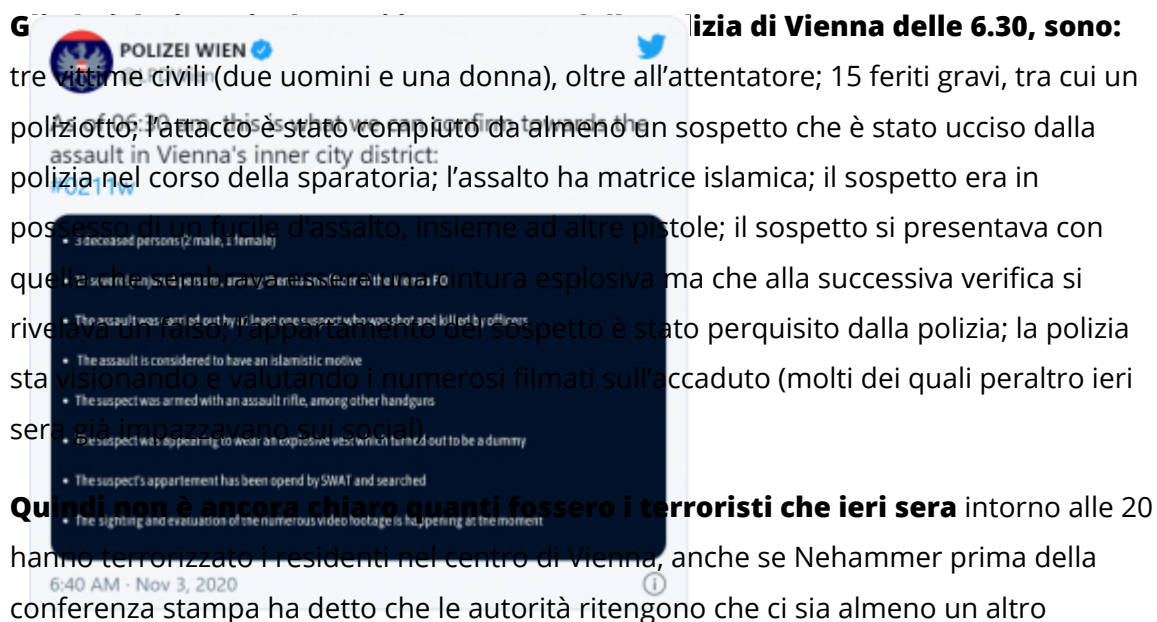 di Vienna delle 6.30, sono:
POLIZEI WIEN
tre vittime civili (due uomini e una donna), oltre all'attentatore; 15 feriti gravi, tra cui un
As of 06:30 am, this is what we can confirm towards the
poliziotto; l'attacco è stato compiuto da almeno un sospetto che è stato ucciso dalla
assault in Vienna's inner city district:
polizia nel corso della sparatoria; l'assalto ha matrice islamica; il sospetto era in
#0211w
possesso di un fucile d'assalto, insieme ad altre pistole; il sospetto si presentava con
• 3 deceased persons (2 male, 1 female)
quella che sembrava essere una cintura esplosiva ma che alla successiva verifica si
• severely injured persons, among the Vienna PD
• The assault was carried out by at least one suspect who was shot and killed by officers
rivelava un falso; l'appartamento del sospetto è stato perquisito dalla polizia; la polizia
• The assault is considered to have an islamistic motive
sta visionando e valutando i numerosi filmati sull'accaduto (molti dei quali peraltro ieri
• The suspect was armed with an assault rifle, among other handguns
sera già impazzavano sui social).
• The suspect was appearing to wear an explosive vest which turned out to be a dummy
• The suspect's appartement has been opend by SWAT and searched
Quindi non è ancora chiaro quanti fossero i terroristi che ieri sera intorno alle 20
• The sighting and evaluation of the numerous video footage is happening at the moment
hanno terrorizzato i residenti nel centro di Vienna, anche se Nehammer prima della
6:40 AM · Nov 3, 2020
conferenza stampa ha detto che le autorità ritengono che ci sia almeno un altro